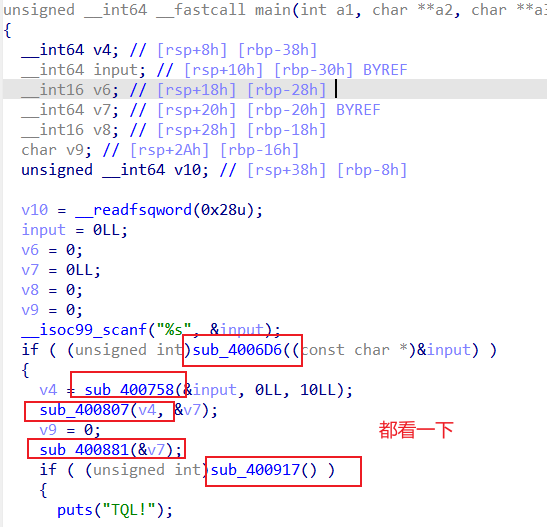 unsigned __int64 __fastcall main(int a1, char **a2, char **a3
{
__int64 v4; // [rsp+8h] [rbp-38h]
__int64 input; // [rsp+10h] [rbp-30h] BYREF
__int16 v6; // [rsp+18h] [rbp-28h]
__int64 v7; // [rsp+20h] [rbp-20h] BYREF
__int16 v8; // [rsp+28h] [rbp-18h]
char v9; // [rsp+2Ah] [rbp-16h]
unsigned __int64 v10; // [rsp+38h] [rbp-8h]
v10 = __readfsqword(0x28u);
input = 0LL;
v6 = 0;
v7 = 0LL;
v8 = 0;
v9 = 0;
__isoc99_scanf("%s", &input);
if ( (unsigned int)sub_4006D6((const char *)&input) )
{
v4 = sub_400758(&input, 0LL, 10LL);
sub_400807(v4, &v7);
v9 = 0;
都看一下
sub_400881(&v7);
if ( (unsigned int)sub_400917() )
{
puts("TQL!");